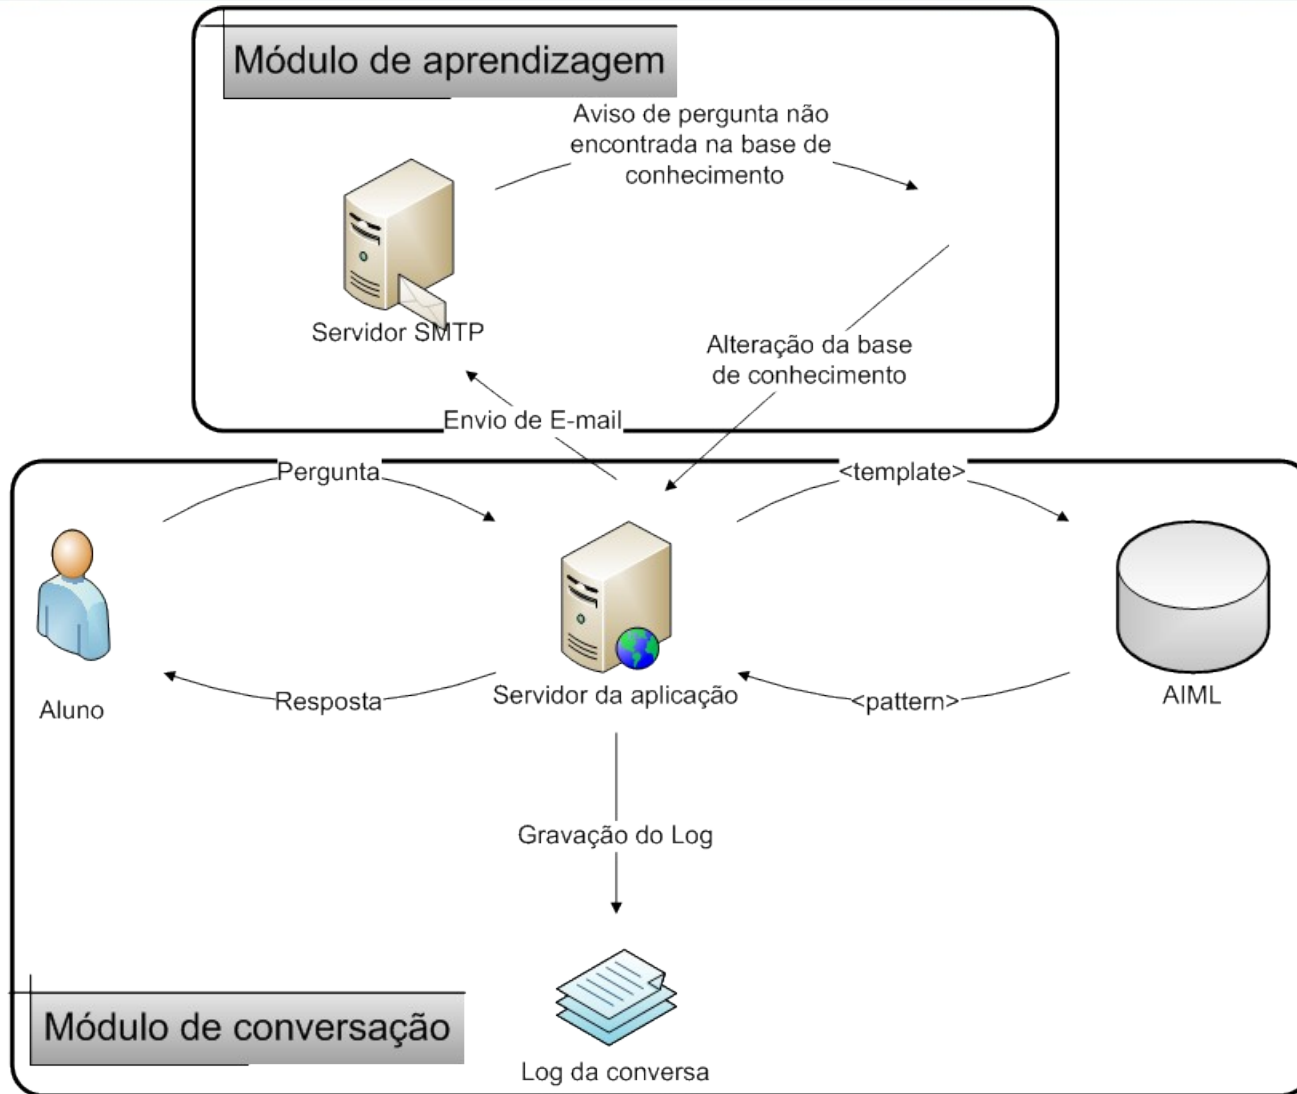 Módulo de aprendizagem
Aviso de pergunta não
encontrada na base de
conhecimento
Servidor SMTP
Alteração da base
de conhecimento
Envio de E-mail
Pergunta
<template>
Aluno
Resposta
Servidor da aplicação
<pattern>
AIML
Gravação do Log
Módulo de conversação
Log da conversa